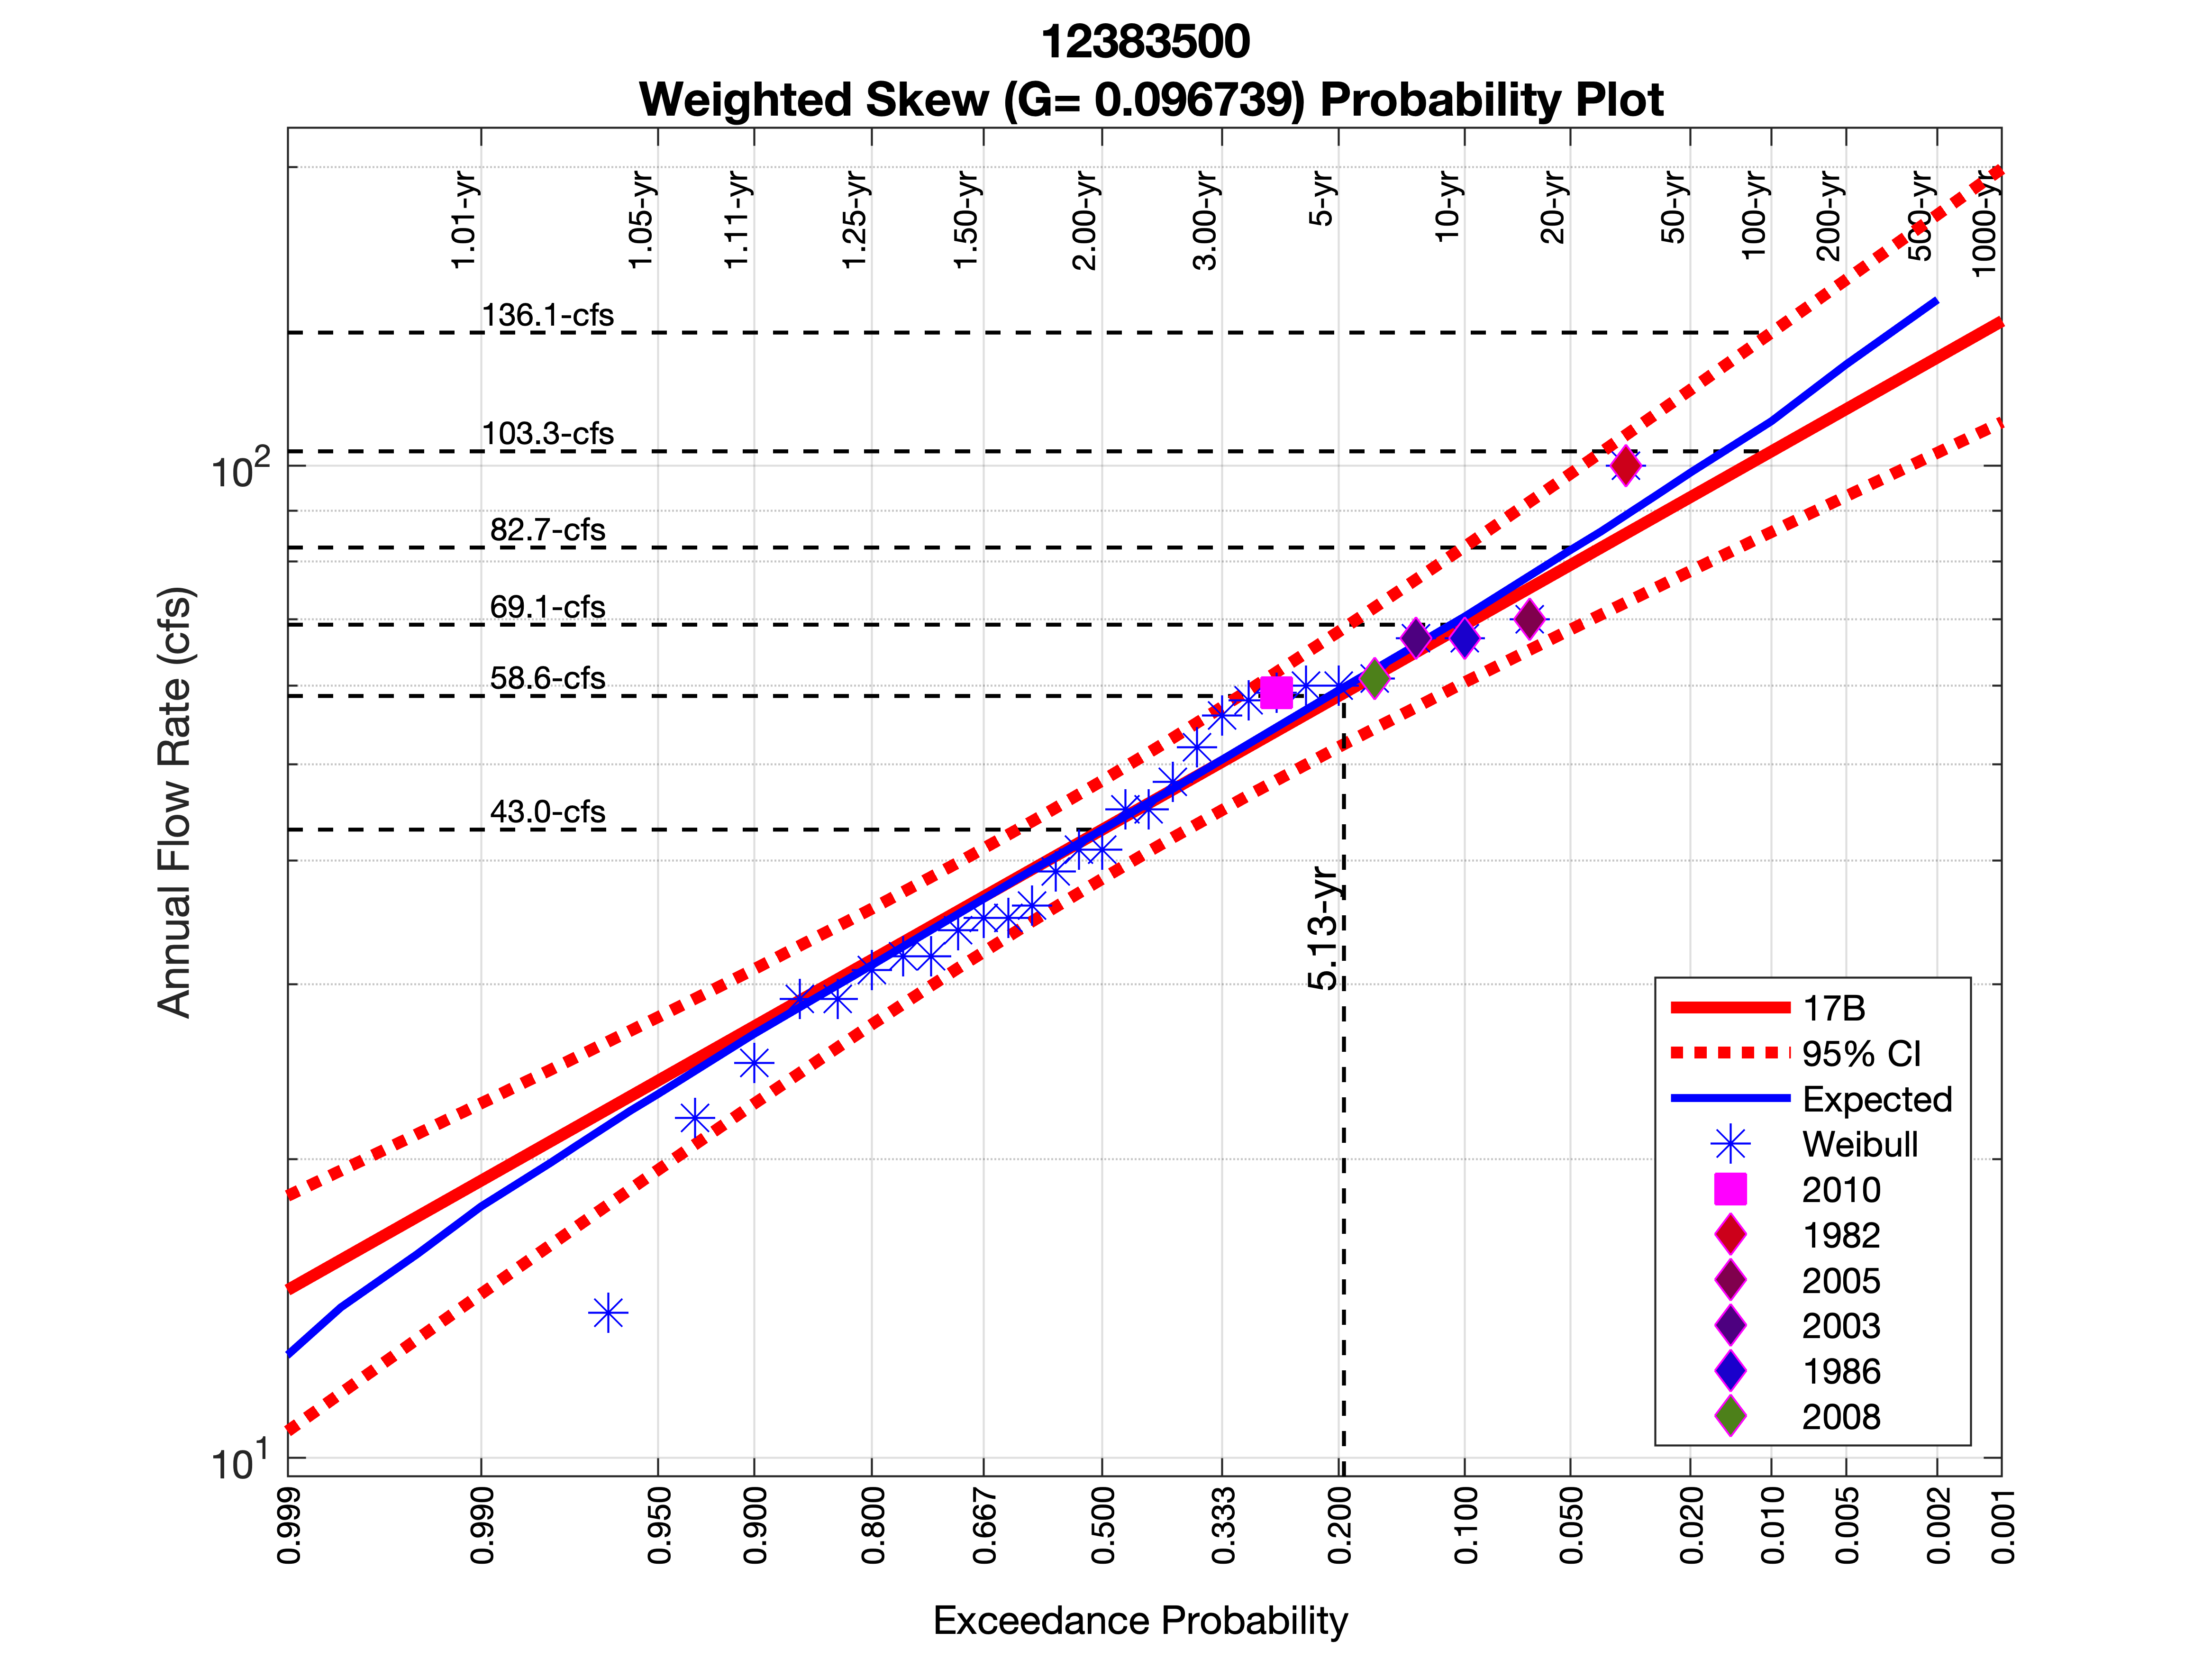 12383500
Weighted Skew (G= 0.096739) Probability Plot
1.01-yr
1.05-yr
1.11-yr
1.25-yr
1.50-yr
2.00-yr
3.00-yr
5-yr
10-yr
20-yr
50-yr
100-yr
200-yr
500-yr
1000-yr
136.1-cfs
103.3-cfs
10²
82.7-cfs
69.1-cfs
58.6-cfs
43.0-cfs
5.13-yr
Annual Flow Rate (cfs)
17B
95% CI
Expected
Weibull
2010
1982
2005
2003
1986
2008
10¹
0.999
0.990
0.950
0.900
0.800
0.667
0.500
0.333
0.200
0.100
0.050
0.020
0.010
0.005
0.002
0.001
Exceedance Probability